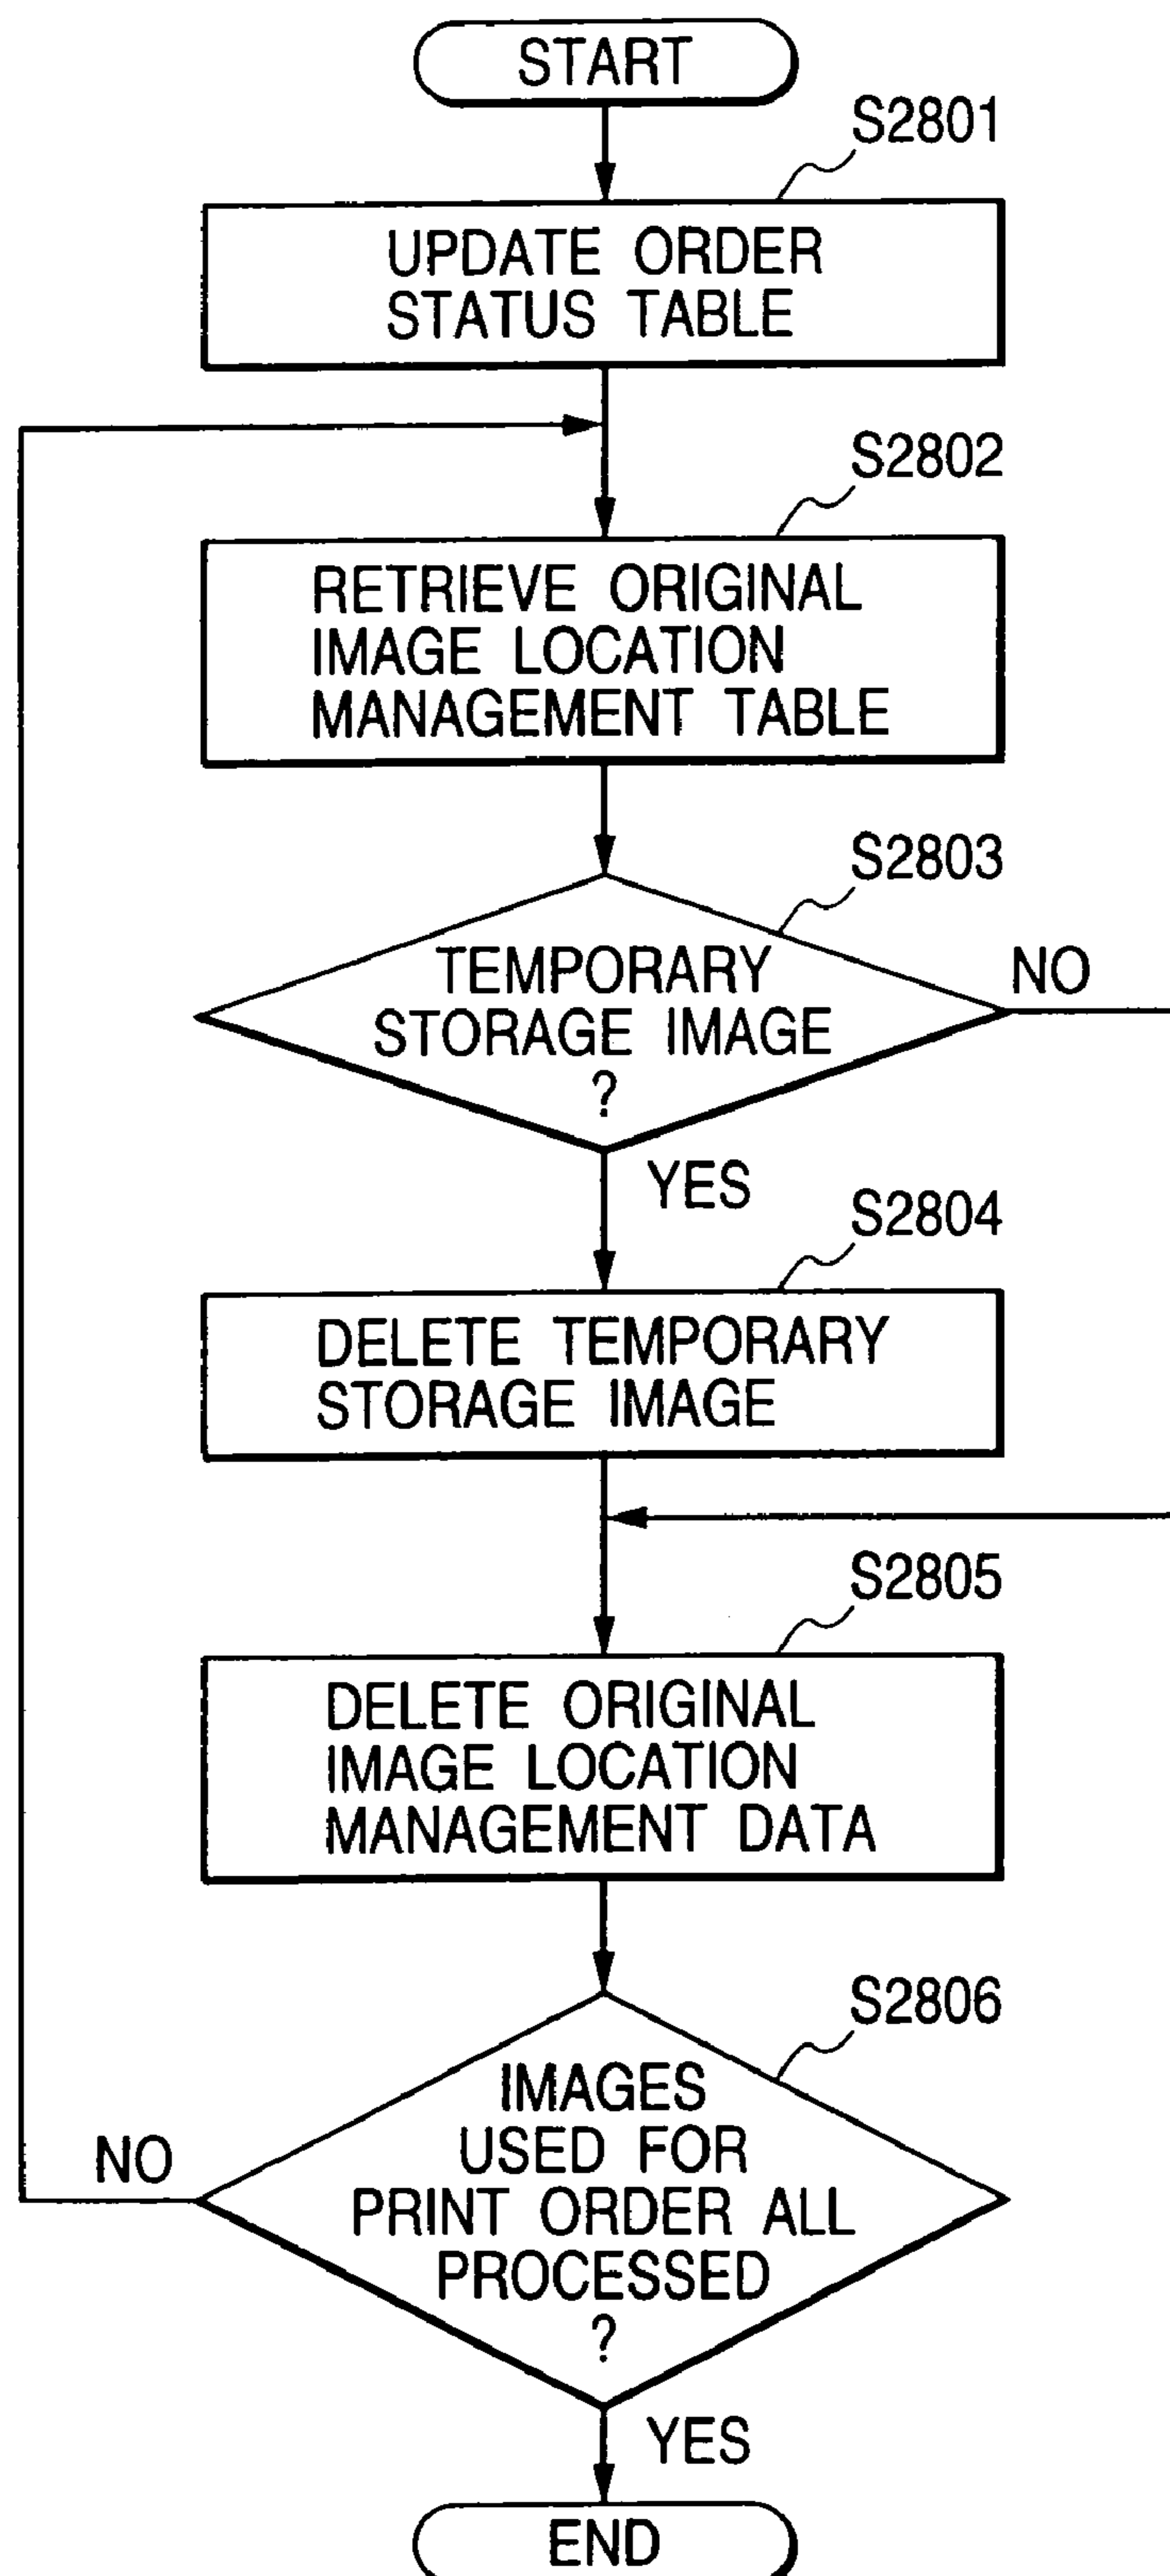 START
S2801
UPDATE ORDER
STATUS TABLE
S2802
RETRIEVE ORIGINAL
IMAGE LOCATION
MANAGEMENT TABLE
S2803
TEMPORARY
STORAGE IMAGE
?
NO
YES
S2804
DELETE TEMPORARY
STORAGE IMAGE
S2805
DELETE ORIGINAL
IMAGE LOCATION
MANAGEMENT DATA
S2806
IMAGES
USED FOR
PRINT ORDER ALL
PROCESSED
?
NO
YES
END